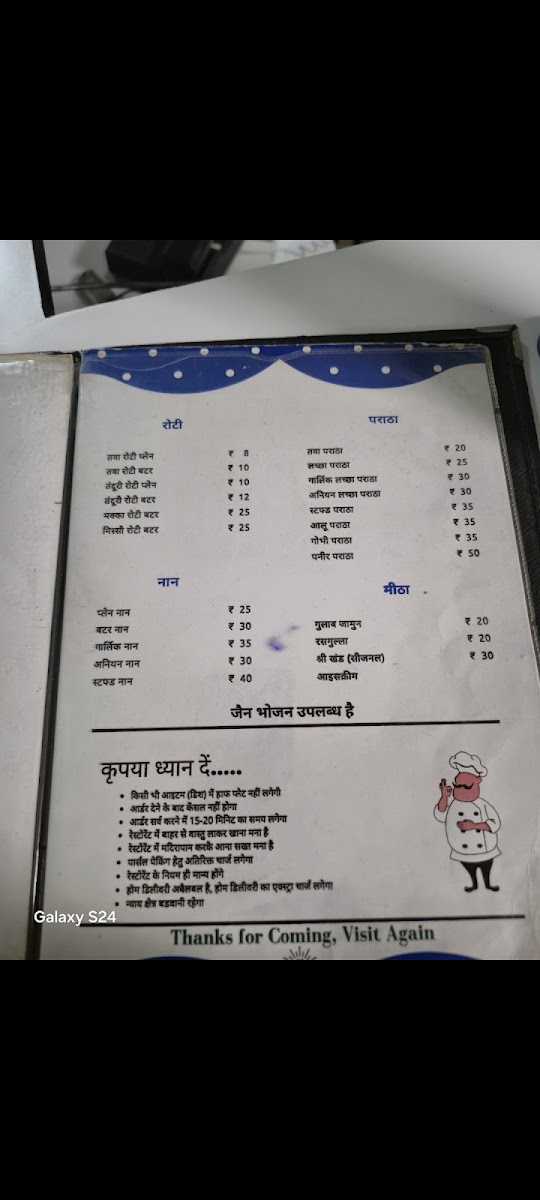 रोटी
तवा रोटी प्लेन ₹ 8
तवा रोटी बटर ₹ 10
तंदूरी रोटी प्लेन ₹ 10
तंदूरी रोटी बटर ₹ 12
मक्का रोटी बटर ₹ 25
मिस्सी रोटी बटर ₹ 25
पराठा
तवा पराठा ₹ 20
लच्छा पराठा ₹ 25
गार्लिक लच्छा पराठा ₹ 30
अनियन लच्छा पराठा ₹ 30
स्टफ्ड पराठा ₹ 35
आलू पराठा ₹ 35
गोभी पराठा ₹ 35
पनीर पराठा ₹ 50
नान
प्लेन नान ₹ 25
बटर नान ₹ 30
गार्लिक नान ₹ 35
अनियन नान ₹ 30
स्टफ्ड नान ₹ 40
मीठा
गुलाब जामुन ₹ 20
रसगुल्ला ₹ 20
श्री खंड (सीजनल) ₹ 30
आइसक्रीम
जैन भोजन उपलब्ध है
कृपया ध्यान दें.....
• किसी भी आइटम (डिश) में हाफ प्लेट नहीं लगेगी
• आर्डर देने के बाद कैंसल नहीं होगा
• आर्डर सर्व करने में 15-20 मिनिट का समय लगेगा
• रेस्टोरेंट में बाहर से वास्तु लाकर खाना मना है
• रेस्टोरेंट में मदिरापान करके आना सख्त मना है
• पार्सल पेकिंग हेतु अतिरिक्त चार्ज लगेगा
• रेस्टोरेंट के नियम ही मान्य होंगे
• होम डिलीवरी अवैलबल है, होम डिलीवरी का एक्स्ट्रा चार्ज लगेगा
• न्याय क्षेत्र बडवानी रहेगा
Galaxy S24
Thanks for Coming, Visit Again